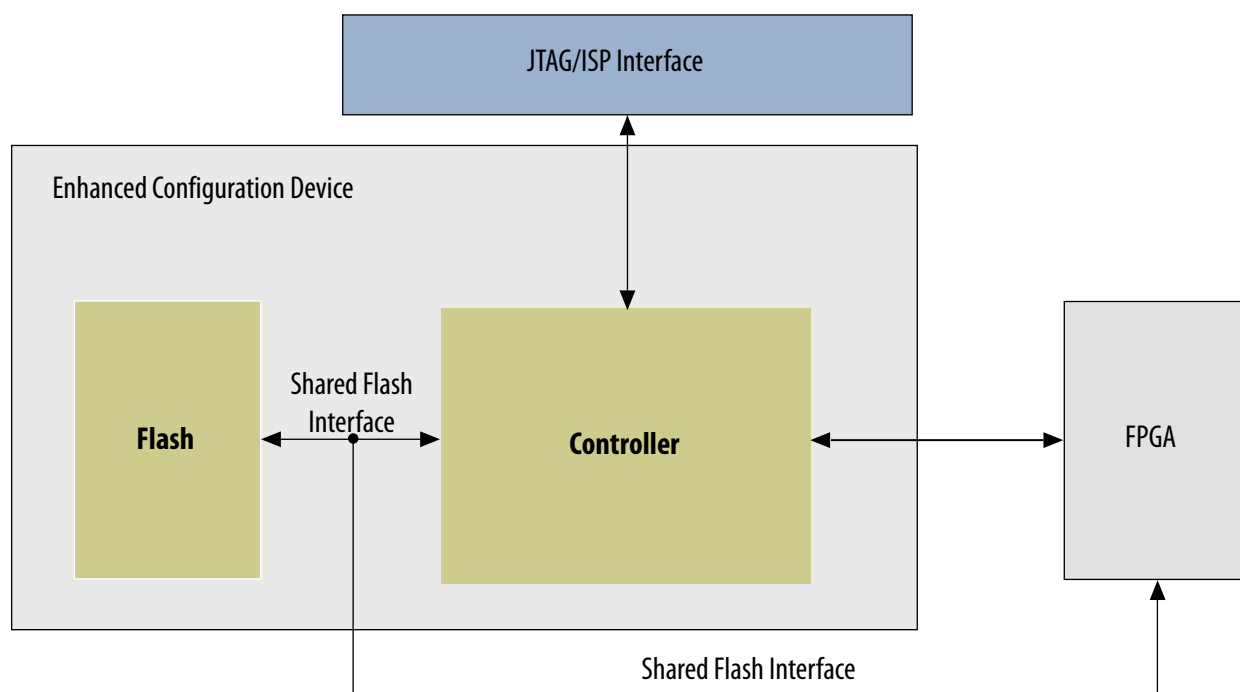 JTAG/ISP Interface
Enhanced Configuration Device
Shared Flash
Interface
Flash
Controller
FPGA
Shared Flash Interface